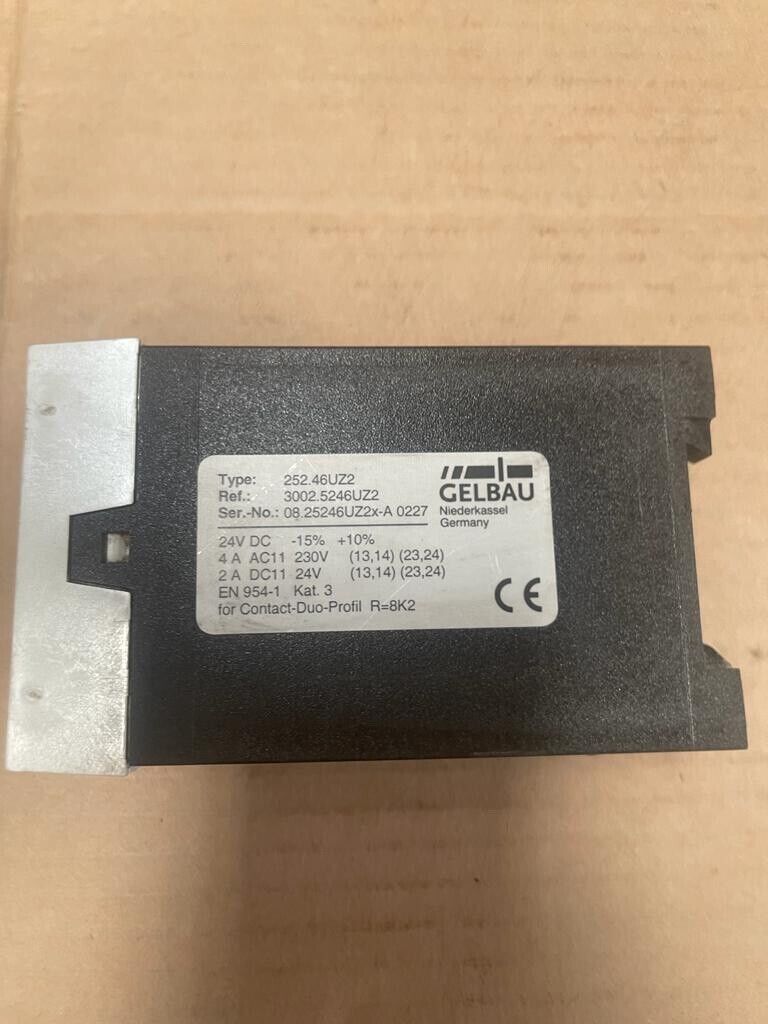 Type: 252.46UZ2
Ref.: 3002.5246UZ2
Ser.-No.: 08.25246UZ2x-A 0227
GELBAU
Niederkassel
Germany
24V DC -15% +10%
4 A AC11 230V (13,14) (23,24)
2 A DC11 24V (13,14) (23,24)
EN 954-1 Kat. 3
for Contact-Duo-Profil R=8K2
CE